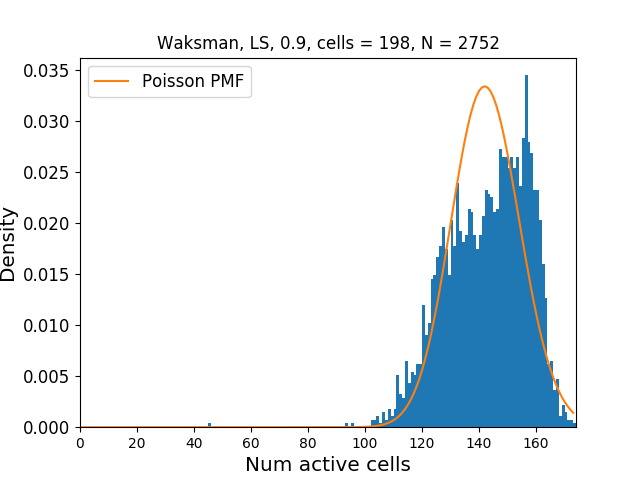 Waksman, LS, 0.9, cells = 198, N = 2752
Poisson PMF
0.035
0.030
0.025
0.020
0.015
0.010
0.005
0.000
Density
0 20 40 60 80 100 120 140 160
Num active cells